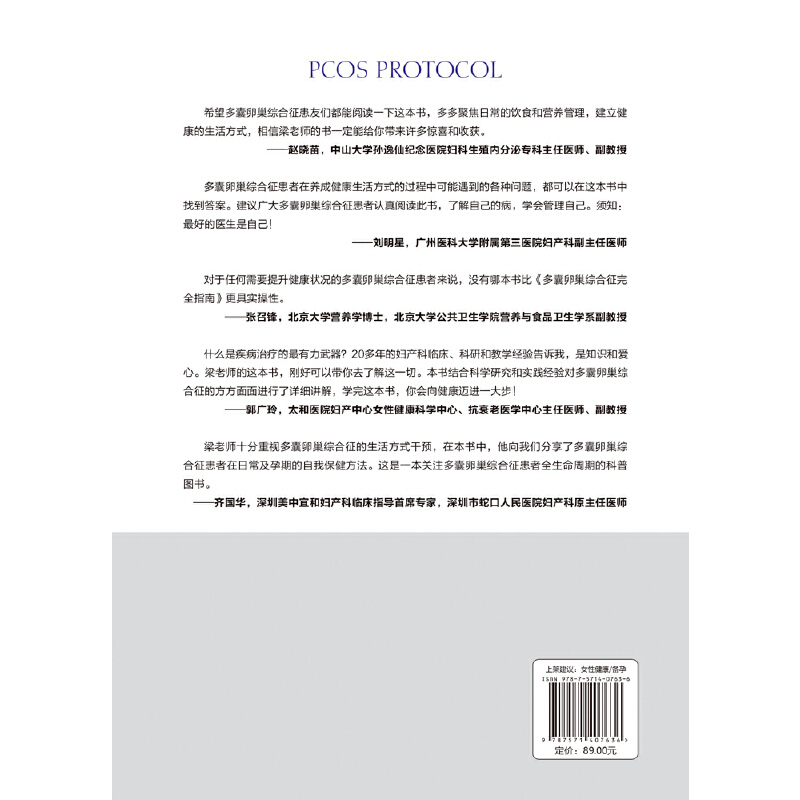 PCOS PROTOCOL
希望多囊卵巢综合征患友们都能阅读一下这本书，多多聚焦日常的饮食和营养管理，建立健
康的生活方式，相信梁老师的书一定能给你带来许多惊喜和收获。
——赵晓苗，中山大学孙逸仙纪念医院妇科生殖内分泌专科主任医师、副教授
多囊卵巢综合征患者在养成健康生活方式的过程中可能遇到的各种问题，都可以在这本书中
找到答案。建议广大多囊卵巢综合征患者认真阅读此书，了解自己的病，学会管理自己。须知：
最好的医生是自己！
——刘明星，广州医科大学附属第三医院妇产科副主任医师
对于任何需要提升健康状况的多囊卵巢综合征患者来说，没有哪本书比《多囊卵巢综合征完
全指南》更具实操性。
——张召锋，北京大学营养学博士，北京大学公共卫生学院营养与食品卫生学系副教授
什么是疾病治疗的最有力武器？20多年的妇产科临床、科研和教学经验告诉我，是知识和爱
心。梁老师的这本书，刚好可以带你去了解这一切。本书结合科学研究和实践经验对多囊卵巢综
合征的方方面面进行了详细讲解，学完这本书，你会向健康迈进一大步！
——郭广玲，太和医院妇产中心女性健康科学中心、抗衰老医学中心主任医师、副教授
梁老师十分重视多囊卵巢综合征的生活方式干预，在本书中，他向我们分享了多囊卵巢综
合征患者在日常及孕期的自我保健方法。这是一本关注多囊卵巢综合征患者全生命周期的科普
图书。
——齐国华，深圳美中宜和妇产科临床指导首席专家，深圳市蛇口人民医院妇产科原主任医师
上架建议：女性健康/备孕
ISBN 978-7-5714-0763-6
9 787571 407636 >
定价：89.00元